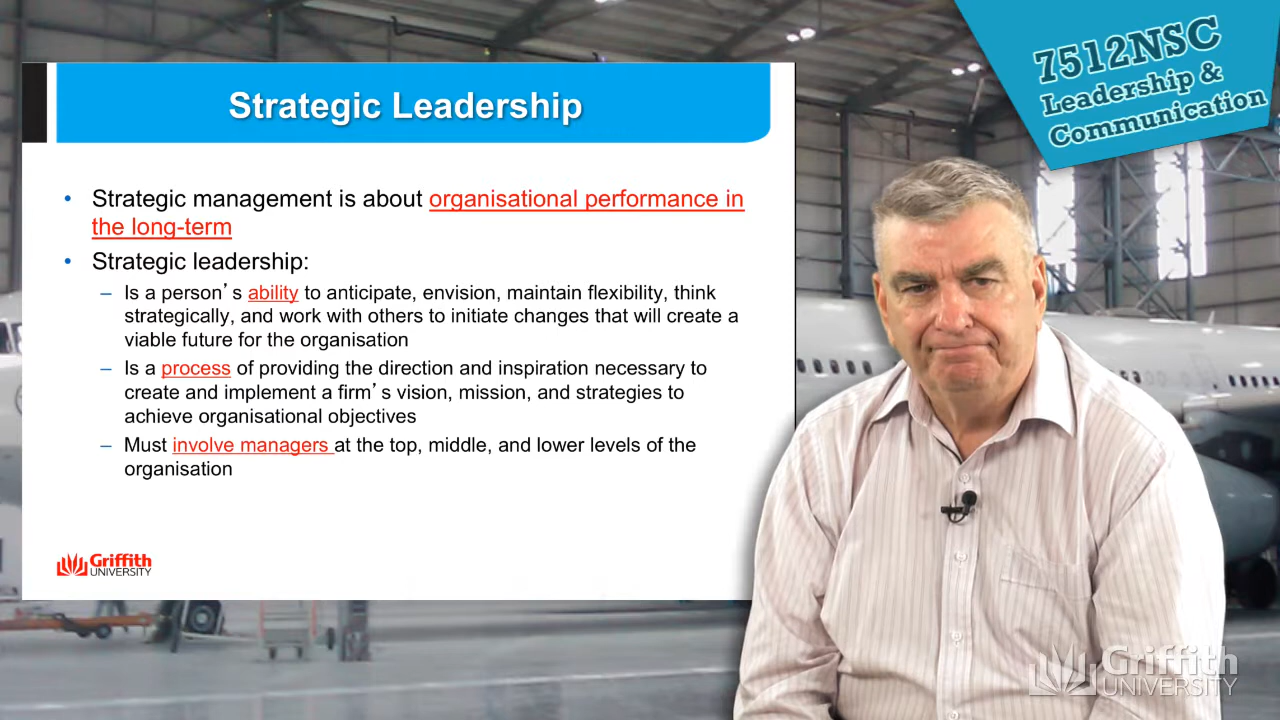 7512NSC
Leadership &
Communication
Strategic Leadership
• Strategic management is about organisational performance in
the long-term
• Strategic leadership:
– Is a person's ability to anticipate, envision, maintain flexibility, think
strategically, and work with others to initiate changes that will create a
viable future for the organisation
– Is a process of providing the direction and inspiration necessary to
create and implement a firm's vision, mission, and strategies to
achieve organisational objectives
– Must involve managers at the top, middle, and lower levels of the
organisation
Griffith
UNIVERSITY
Griffith
UNIVERSITY